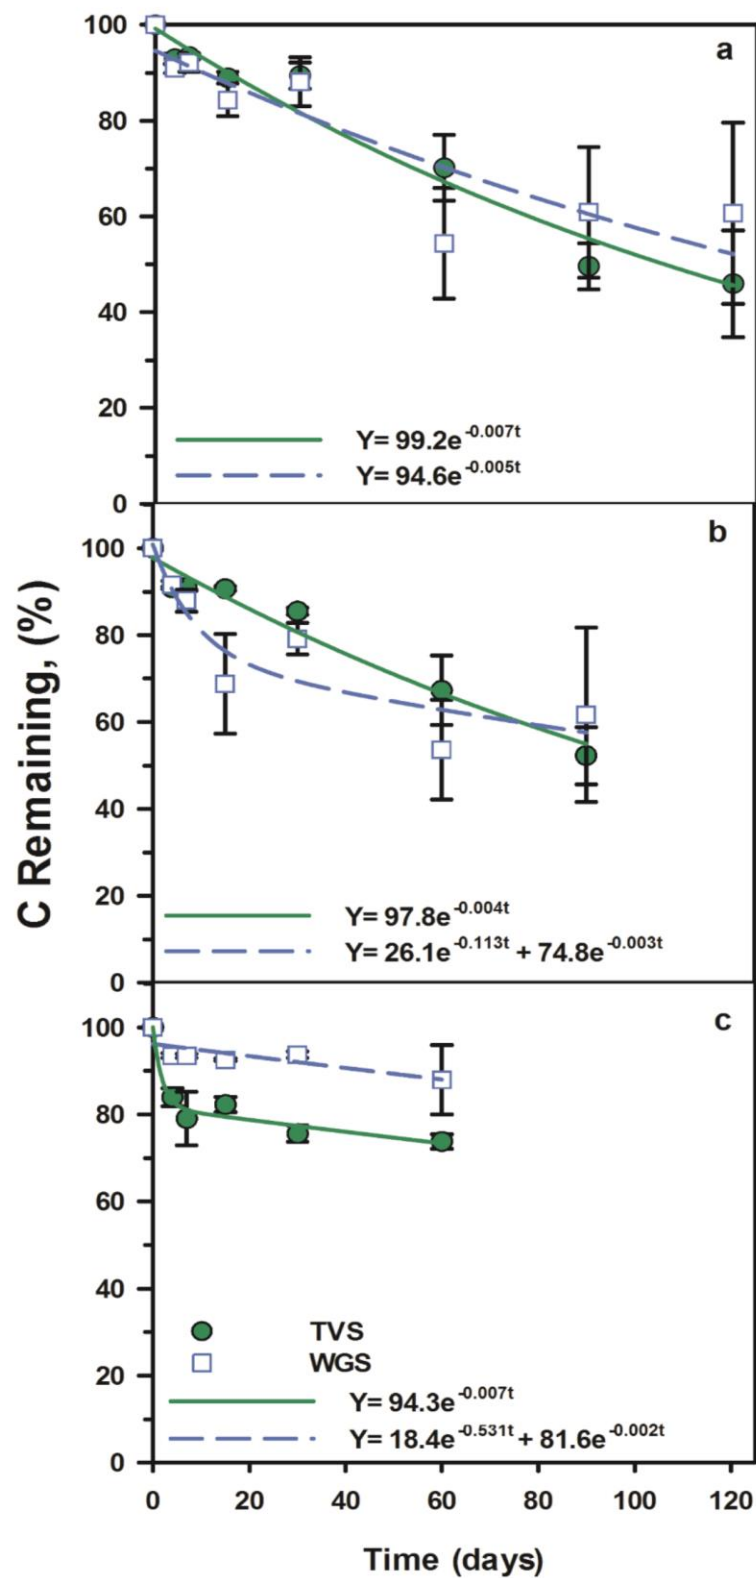 100
80
60
40
20
0
a
Y= 99.2e^-0.007t
Y= 94.6e^-0.005t
100
80
60
40
20
0
b
Y= 97.8e^-0.004t
Y= 26.1e^-0.113t + 74.8e^-0.003t
C Remaining, (%)
100
80
60
40
20
0
c
TVS
WGS
Y= 94.3e^-0.007t
Y= 18.4e^-0.531t + 81.6e^-0.002t
0 20 40 60 80 100 120
Time (days)